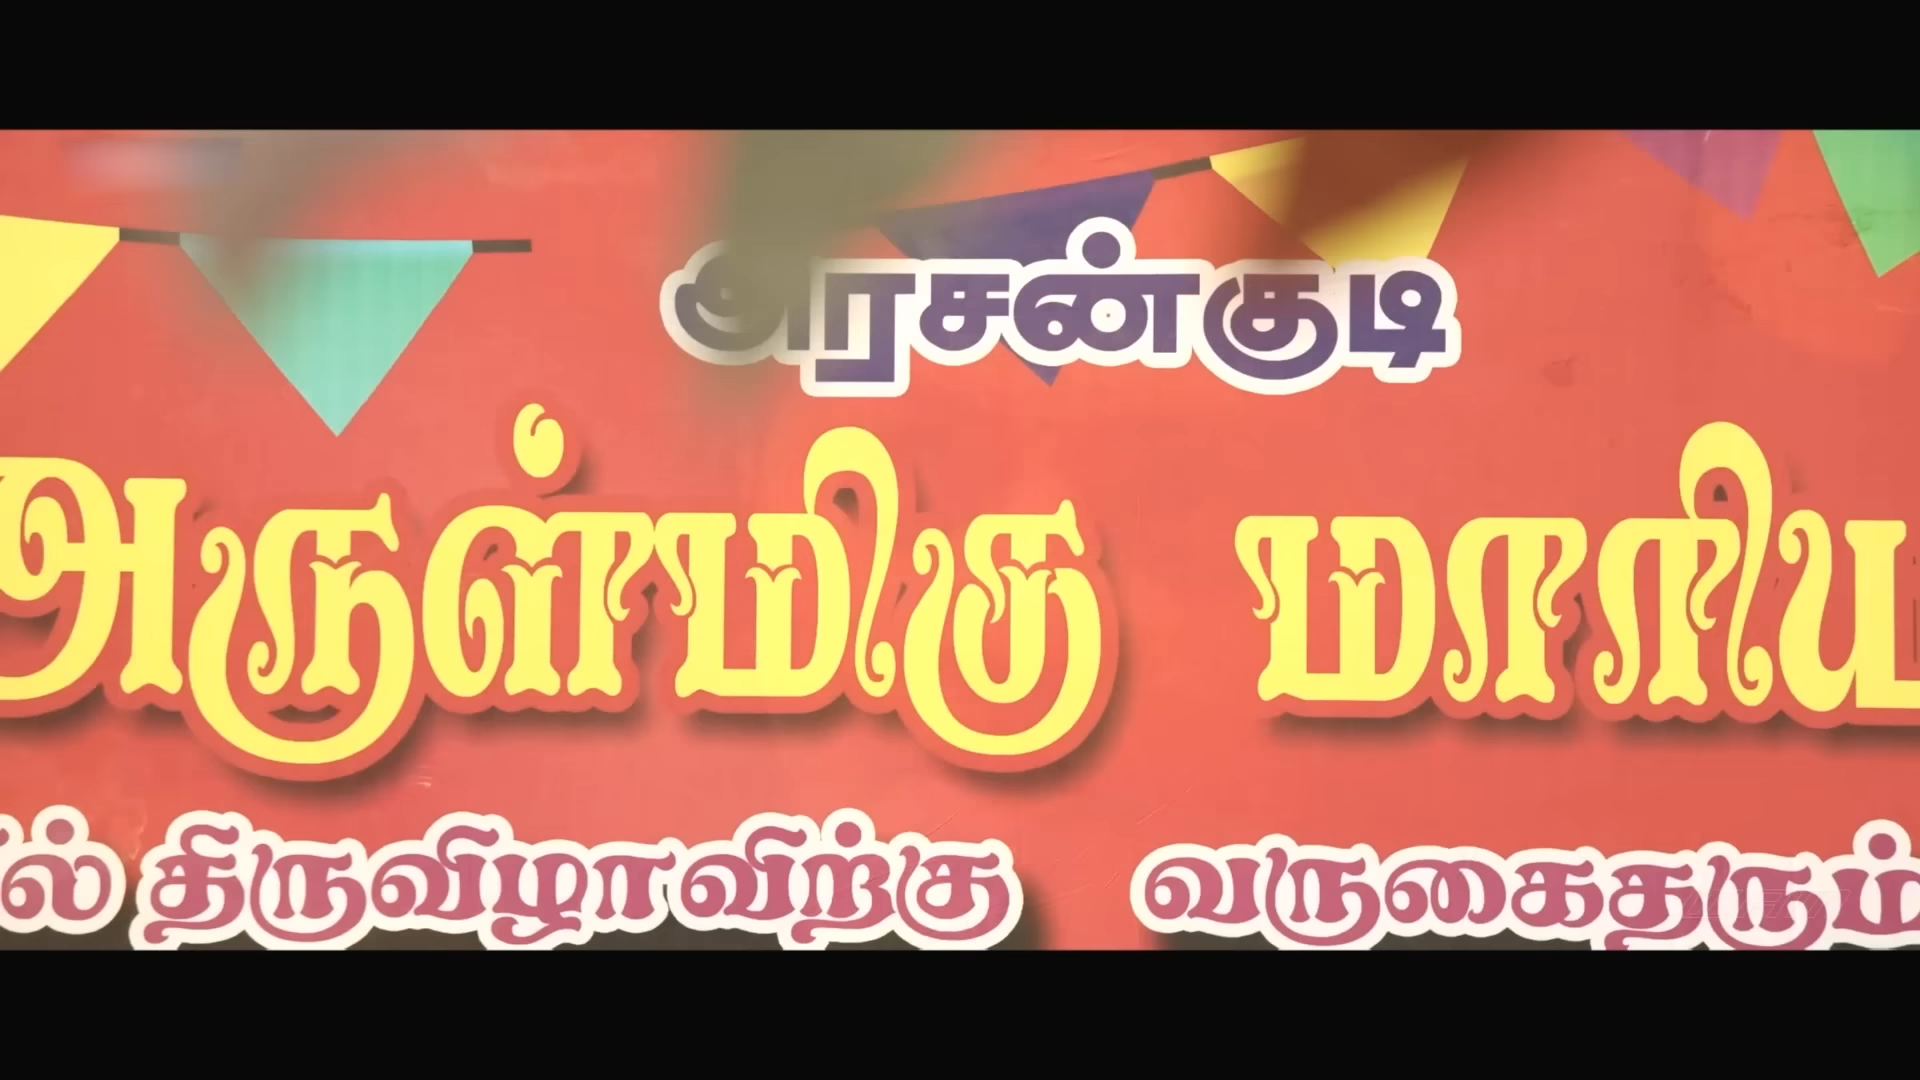 அரசன்குடி
அருள்மிகு மாரிய
ல் திருவிழாவிற்கு வருகைதரும்